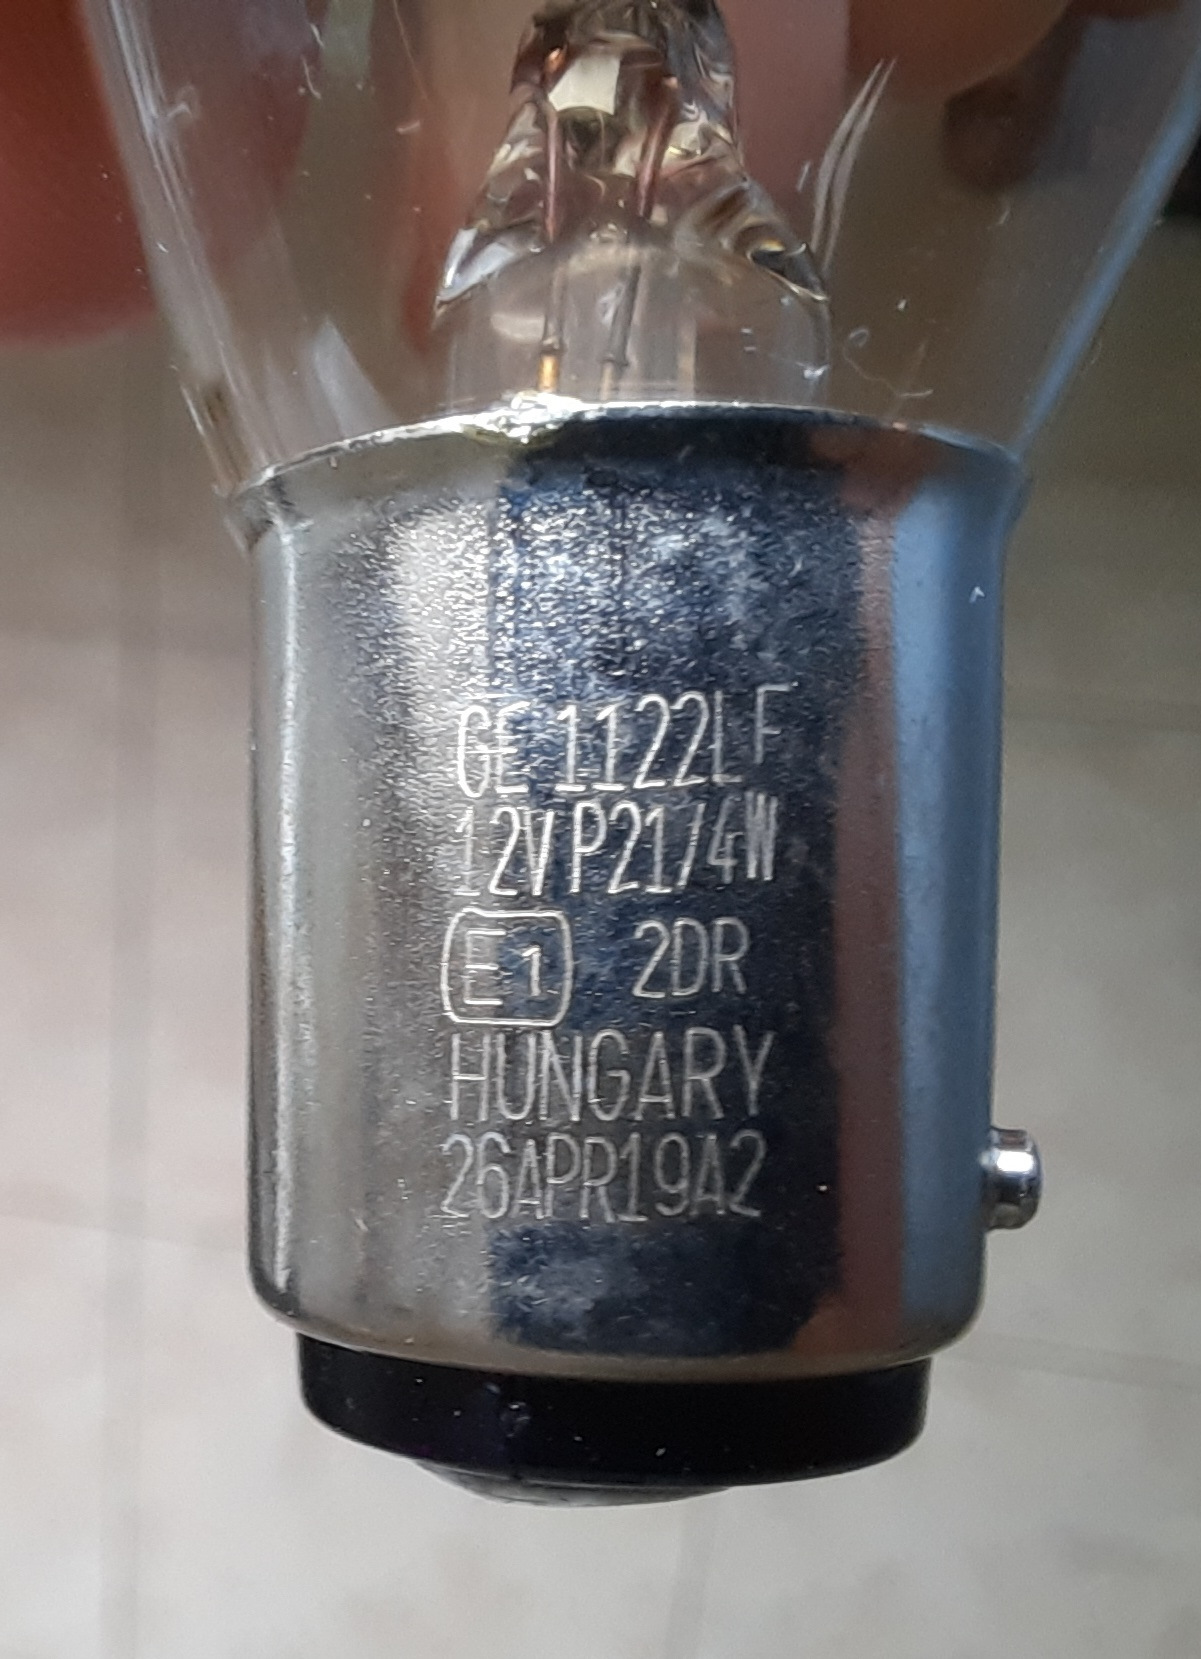 GE 1122LF
12V P21/4W
E1 2DR
HUNGARY
26APR19A2